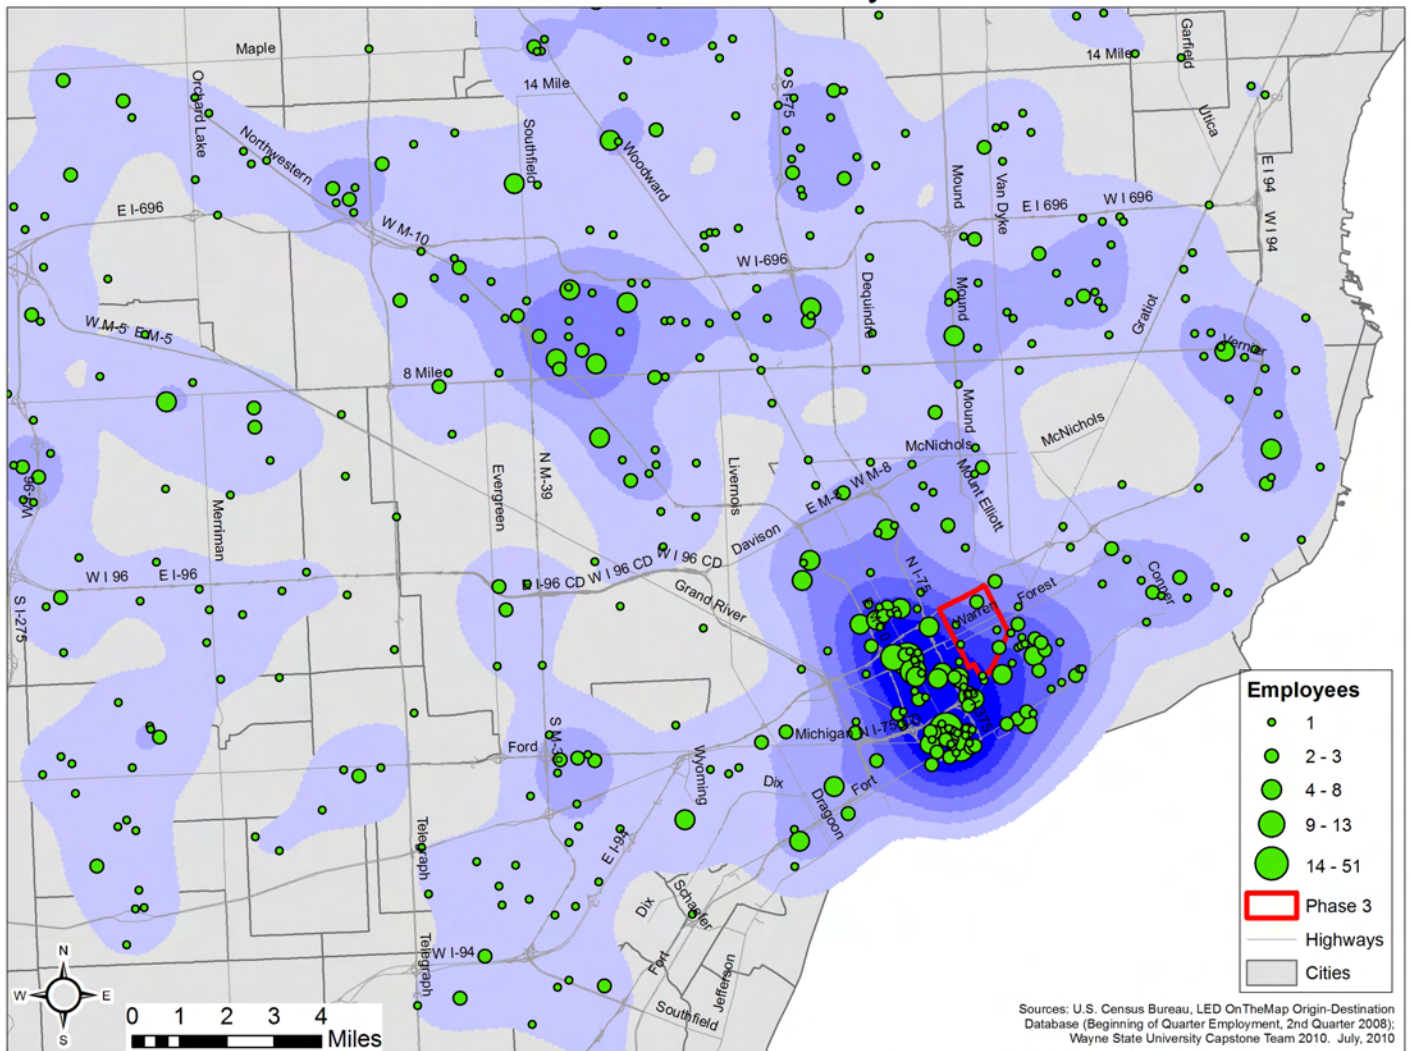 Maple
14 Mile
Garfield
14 Mile
Orchard Lake
Northwestern
Southfield
Woodward
S I-75
Utica
E I 94
W I 94
Mound
Van Dyke
E I-696
W M-10
E I 696
W I 696
W I-696
Dequindre
Mound
Gratiot
W M-5
E M-5
Vernier
8 Mile
Mound
McNichols
McNichols
N M-39
Livernois
Evergreen
Merriman
E M-8
W M-8
Mount Elliott
Davison
W I 96
E I-96
E I-96 CD
W I 96 CD
W I 96 CD
Grand River
N I-75
Conner
Forest
Warren
S I-275
Michigan
N I-75
Ford
Wyoming
Dix
Dragoon
Fort
E I-94
Telegraph
Schaefer
Dix
Telegraph
W I-94
Fort
Jefferson
Southfield
N
W
E
S
0 1 2 3 4
Miles
Employees
1
2 - 3
4 - 8
9 - 13
14 - 51
Phase 3
Highways
Cities
Sources: U.S. Census Bureau, LED OnTheMap Origin-Destination
Database (Beginning of Quarter Employment, 2nd Quarter 2008);
Wayne State University Capstone Team 2010. July, 2010